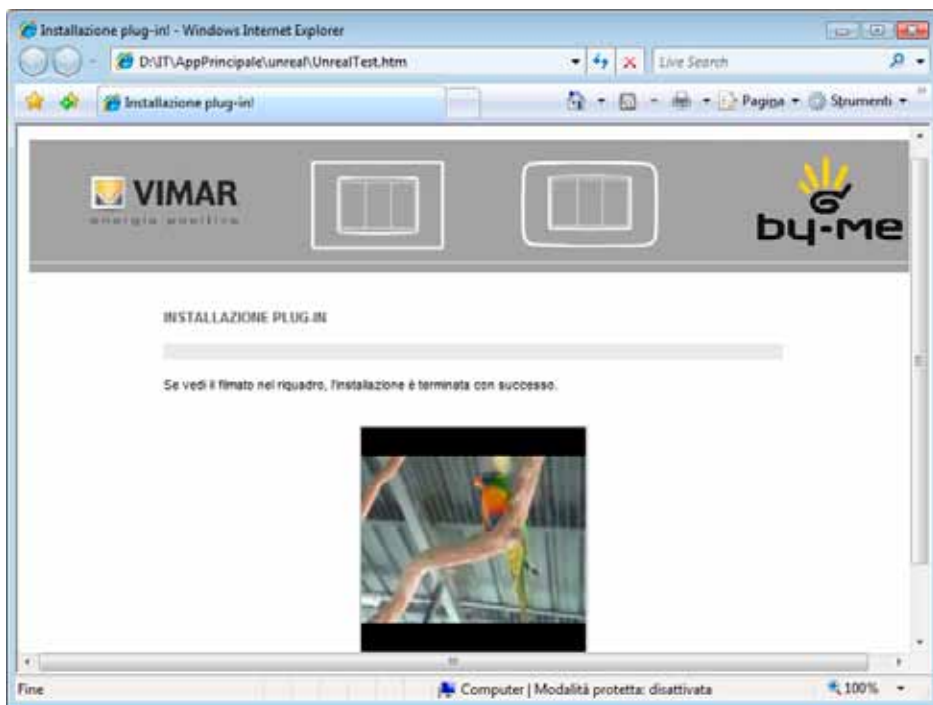 Installazione plug-in! - Windows Internet Explorer
D:\IT\AppPrincipale\unreal\UnrealTest.htm
Live Search
Installazione plug-in!
Pagina
Strumenti
VIMAR
energia positiva
by-me
INSTALLAZIONE PLUG-IN
Se vedi il filmato nel riquadro, l'installazione è terminata con successo.
Fine
Computer | Modalità protetta: disattivata
100%